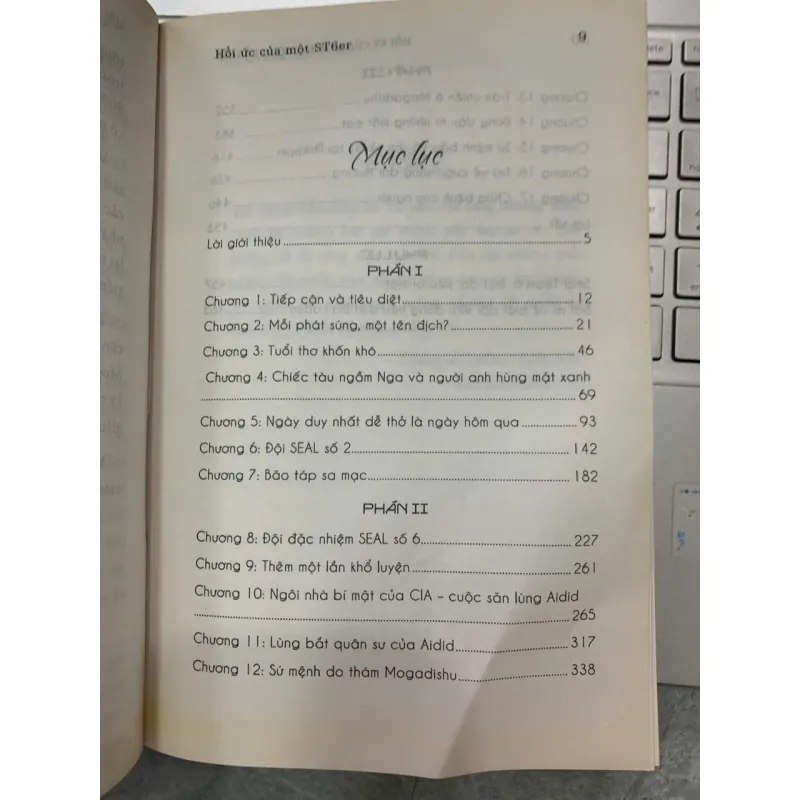 Hồi ức của một ST6er
9
Mục lục
Lời giới thiệu........5
PHẦN I
Chương 1: Tiếp cận và tiêu diệt........12
Chương 2: Mỗi phát súng, một tên địch?........21
Chương 3: Tuổi thơ khốn khó........46
Chương 4: Chiếc tàu ngầm Nga và người anh hùng mặt xanh
........69
Chương 5: Ngày duy nhất dễ thở là ngày hôm qua........93
Chương 6: Đội SEAL số 2........142
Chương 7: Bão táp sa mạc........182
PHẦN II
Chương 8: Đội đặc nhiệm SEAL số 6........227
Chương 9: Thêm một lần khổ luyện........261
Chương 10: Ngôi nhà bí mật của CIA – cuộc săn lùng Aidid
........265
Chương 11: Lùng bắt quân sư của Aidid........317
Chương 12: Sứ mệnh do thám Mogadishu........338